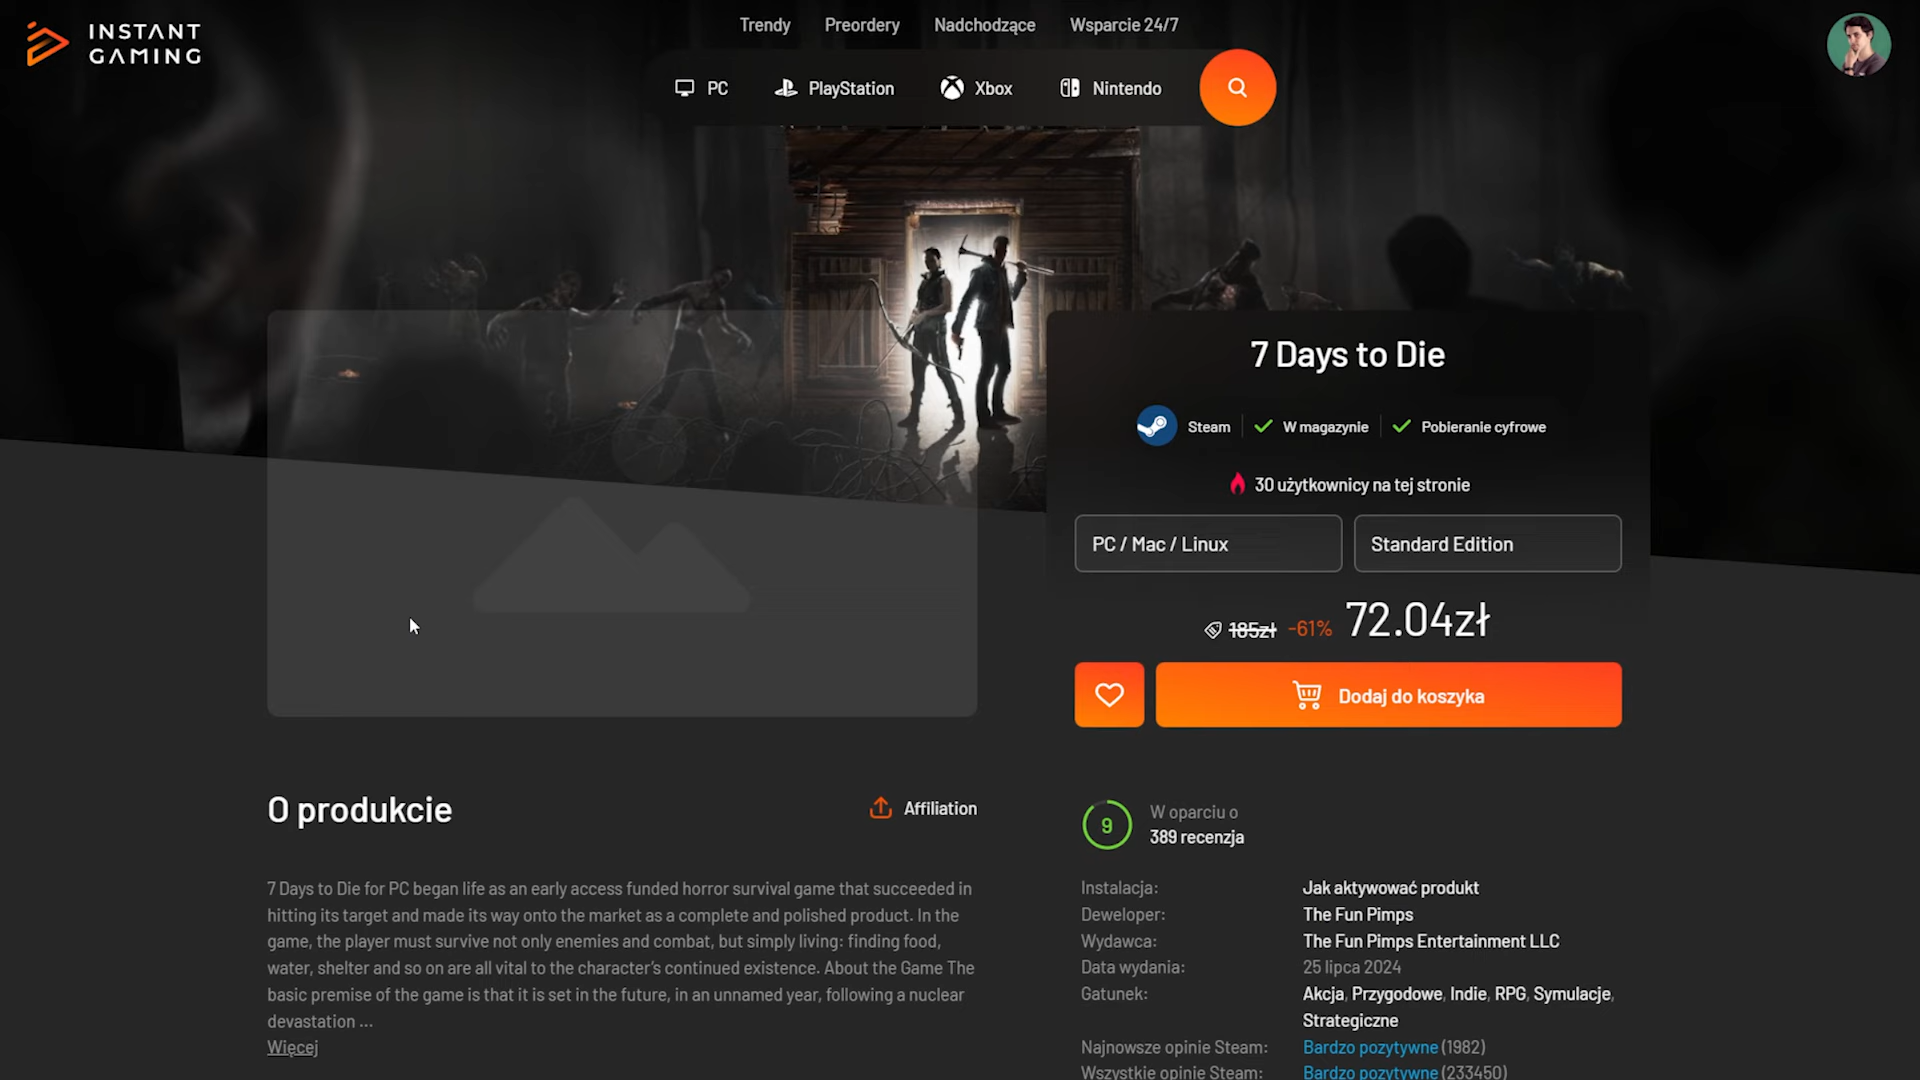 INSTANT
GAMING
Trendy
Preordery
Nadchodzące
Wsparcie 24/7
PC
PlayStation
Xbox
Nintendo
7 Days to Die
Steam
W magazynie
Pobieranie cyfrowe
30 użytkownicy na tej stronie
PC / Mac / Linux
Standard Edition
185zł
-61%
72.04zł
Dodaj do koszyka
O produkcie
Affiliation
7 Days to Die for PC began life as an early access funded horror survival game that succeeded in
hitting its target and made its way onto the market as a complete and polished product. In the
game, the player must survive not only enemies and combat, but simply living: finding food,
water, shelter and so on are all vital to the character's continued existence. About the Game The
basic premise of the game is that it is set in the future, in an unnamed year, following a nuclear
devastation ...
Więcej
9
W oparciu o
389 recenzja
Instalacja: Jak aktywować produkt
Deweloper: The Fun Pimps
Wydawca: The Fun Pimps Entertainment LLC
Data wydania: 25 lipca 2024
Gatunek: Akcja, Przygodowe, Indie, RPG, Symulacje,
Strategiczne
Najnowsze opinie Steam: Bardzo pozytywne (1982)
Wszystkie opinie Steam: Bardzo pozytywne (233450)